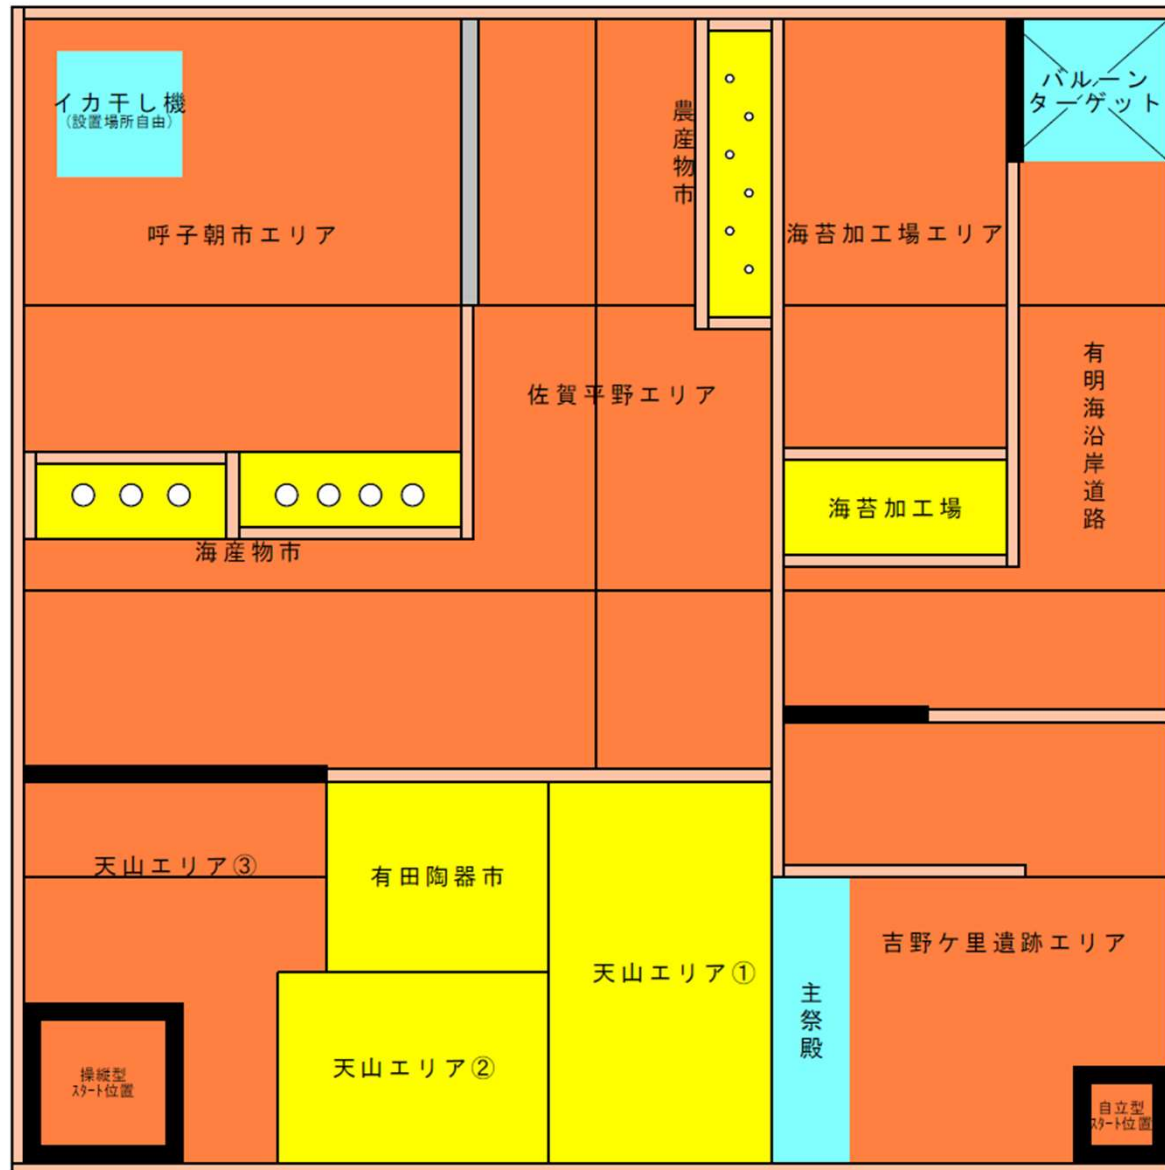 イカ干し機
(設置場所自由)
呼子朝市エリア
農産物市
海苔加工場エリア
バルーン
ターゲット
佐賀平野エリア
有明海沿岸道路
海苔加工場
海産物市
天山エリア③
有田陶器市
天山エリア①
天山エリア②
吉野ケ里遺跡エリア
主祭殿
操縦型
スタート位置
自立型
スタート位置